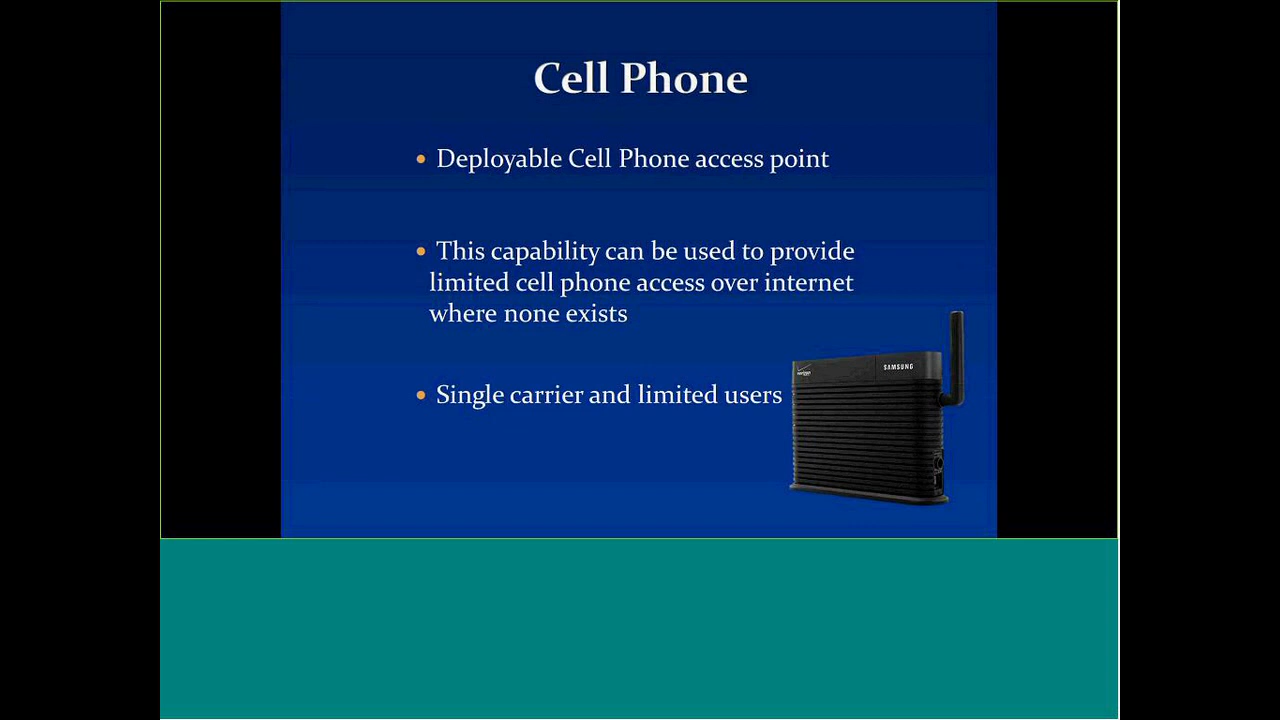 Cell Phone
• Deployable Cell Phone access point
• This capability can be used to provide
limited cell phone access over internet
where none exists
• Single carrier and limited users
verizon
SAMSUNG